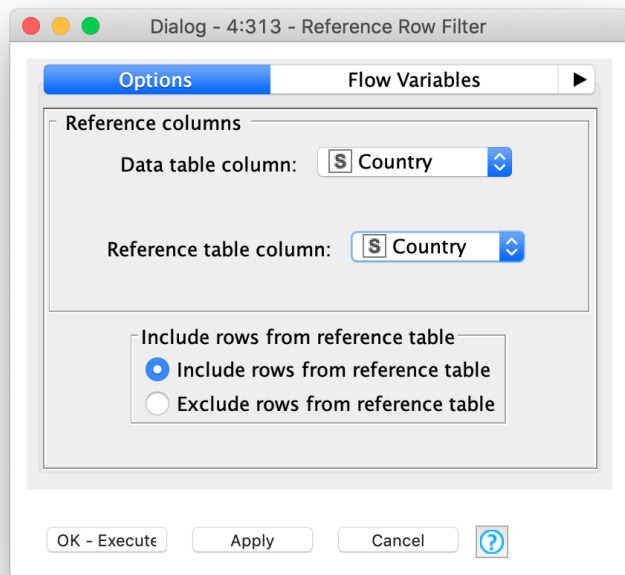 Dialog - 4:313 - Reference Row Filter
Options Flow Variables
Reference columns
Data table column: S Country
Reference table column: S Country
Include rows from reference table
Include rows from reference table
Exclude rows from reference table
OK - Execute Apply Cancel ?